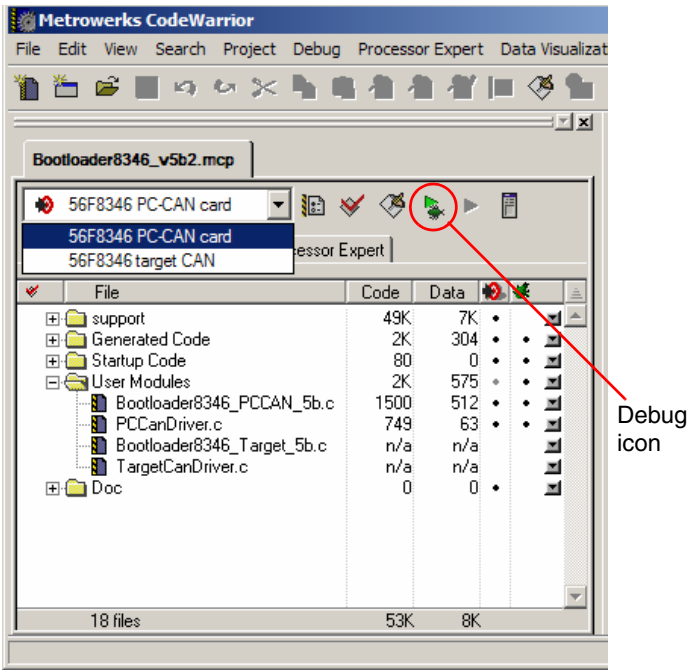 Metrowerks CodeWarrior
File Edit View Search Project Debug Processor Expert Data Visualizat
Bootloader8346_v5b2.mcp
56F8346 PC-CAN card
56F8346 PC-CAN card
56F8346 target CAN
essor Expert
File Code Data
support 49K 7K
Generated Code 2K 304
Startup Code 80 0
User Modules 2K 575
Bootloader8346_PCCAN_5b.c 1500 512
PCCanDriver.c 749 63
Bootloader8346_Target_5b.c n/a n/a
TargetCanDriver.c n/a n/a
Doc 0 0
18 files 53K 8K
Debug
icon